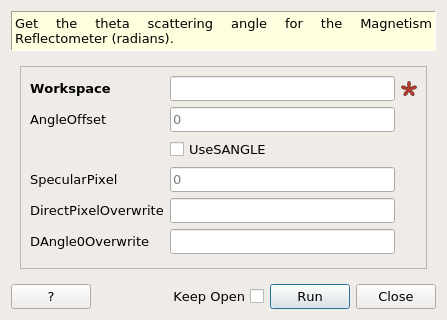 Get the theta scattering angle for the Magnetism
Reflectometer (radians).
Workspace
*
AngleOffset 0
UseSANGLE
SpecularPixel 0
DirectPixelOverwrite
DAngle0Overwrite
? Keep Open Run Close